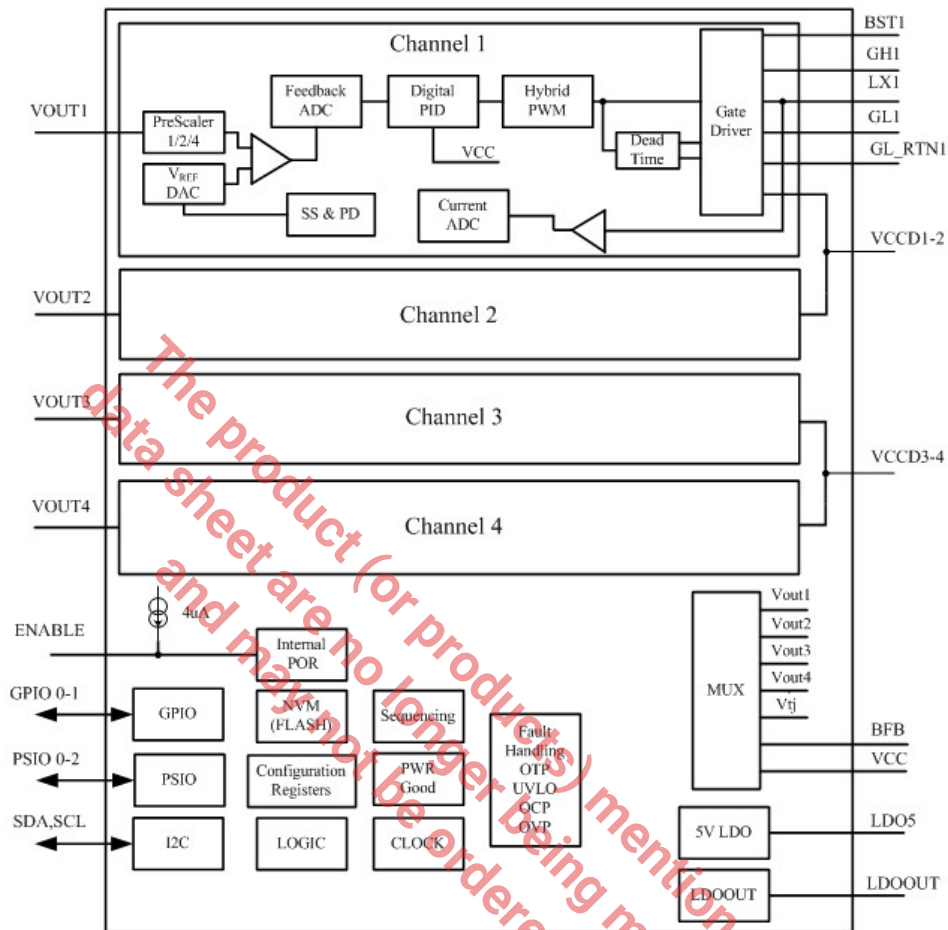 Channel 1
BST1
GH1
LX1
GL1
GL_RTN1
VCCD1-2
VOUT1
PreScaler
1/2/4
VREF
DAC
Feedback
ADC
Digital
PID
VCC
Hybrid
PWM
Dead
Time
Gate
Driver
SS & PD
Current
ADC
VOUT2
Channel 2
VOUT3
Channel 3
VCCD3-4
VOUT4
Channel 4
4uA
ENABLE
Internal
POR
GPIO 0-1
GPIO
NVM
(FLASH)
Sequencing
PSIO 0-2
PSIO
Configuration
Registers
PWR
Good
SDA,SCL
I2C
LOGIC
CLOCK
Fault
Handling
OTP
UVLO
OCP
OVP
MUX
Vout1
Vout2
Vout3
Vout4
Vtj
BFB
VCC
5V LDO
LDO5
LDOOUT
LDOOUT
The product (or products) mention
data sheet are no longer being m
and may not be ordere